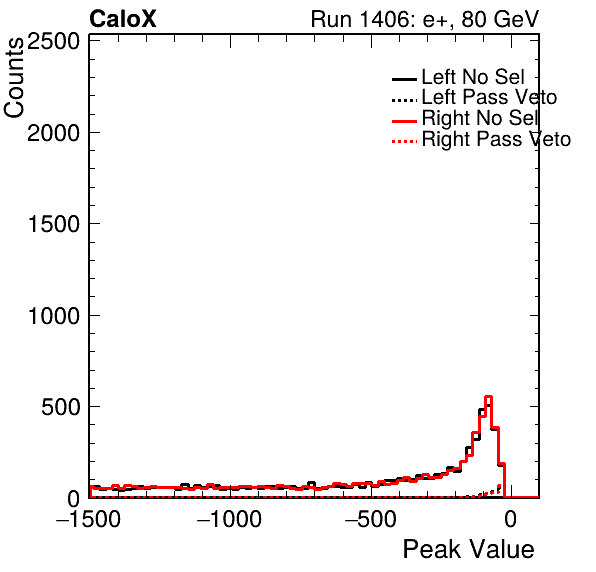 CaloX Run 1406: e+, 80 GeV
Counts
2500
2000
1500
1000
500
0
Left No Sel
Left Pass Veto
Right No Sel
Right Pass Veto
−1500 −1000 −500 0
Peak Value